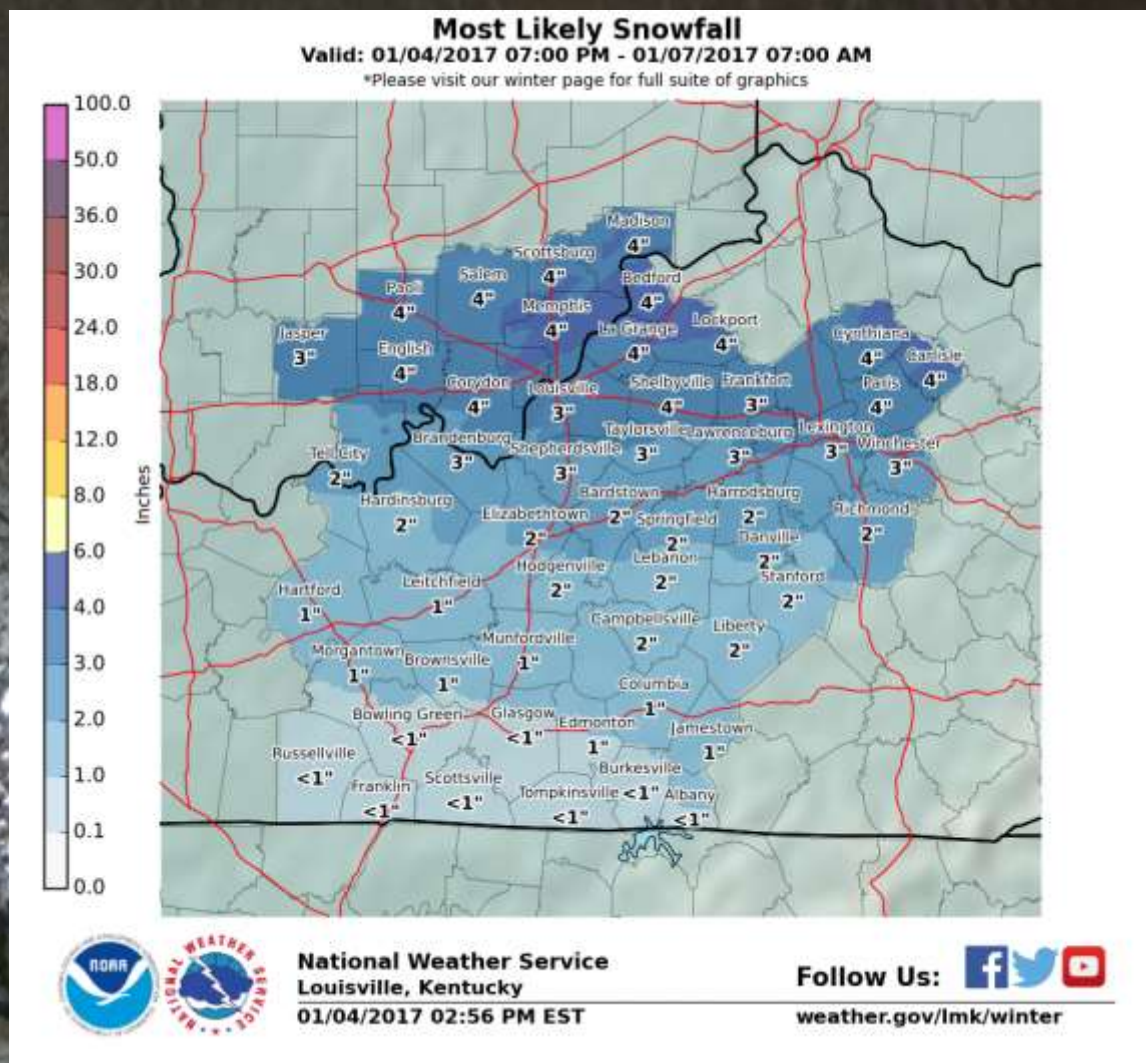 Most Likely Snowfall
Valid: 01/04/2017 07:00 PM - 01/07/2017 07:00 AM
*Please visit our winter page for full suite of graphics
100.0
50.0
36.0
30.0
24.0
18.0
12.0
8.0
6.0
4.0
3.0
2.0
1.0
0.1
0.0
Inches
Madison
4"
Scottsburg
4"
Salem
4"
Bedford
4"
Paoli
4"
Memphis
4"
La Grange
4"
Lockport
4"
Jasper
3"
English
4"
Cynthiana
4"
Carlisle
4"
Corydon
4"
Louisville
3"
Shelbyville
4"
Frankfort
3"
Paris
4"
Brandenburg
3"
Shepherdsville
3"
Taylorsville
3"
Lawrenceburg
3"
Lexington
3"
Winchester
3"
Tell City
2"
Hardinsburg
2"
Elizabethtown
2"
Bardstown
2"
Springfield
2"
Harrodsburg
2"
Danville
2"
Richmond
2"
Hodgenville
2"
Lebanon
2"
Stanford
2"
Hartford
1"
Leitchfield
1"
Campbellsville
2"
Liberty
2"
Morgantown
1"
Brownsville
1"
Munfordville
1"
Columbia
1"
Bowling Green
<1"
Glasgow
<1"
Edmonton
1"
Jamestown
1"
Russellville
<1"
Franklin
<1"
Scottsville
<1"
Tompkinsville
<1"
Burkesville
<1"
Albany
<1"
NOAA
NATIONAL WEATHER SERVICE
National Weather Service
Louisville, Kentucky
01/04/2017 02:56 PM EST
Follow Us:
weather.gov/lmk/winter